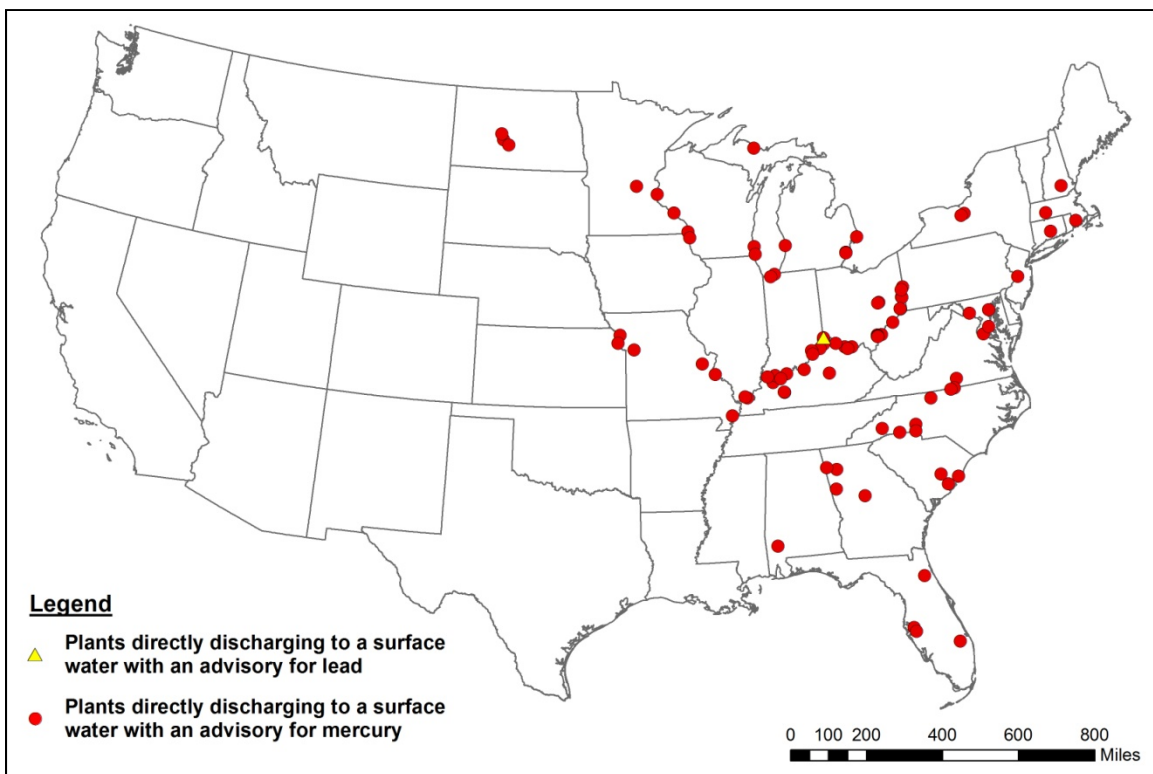 Legend
Plants directly discharging to a surface
water with an advisory for lead
Plants directly discharging to a surface
water with an advisory for mercury
0 100 200 400 600 800
Miles